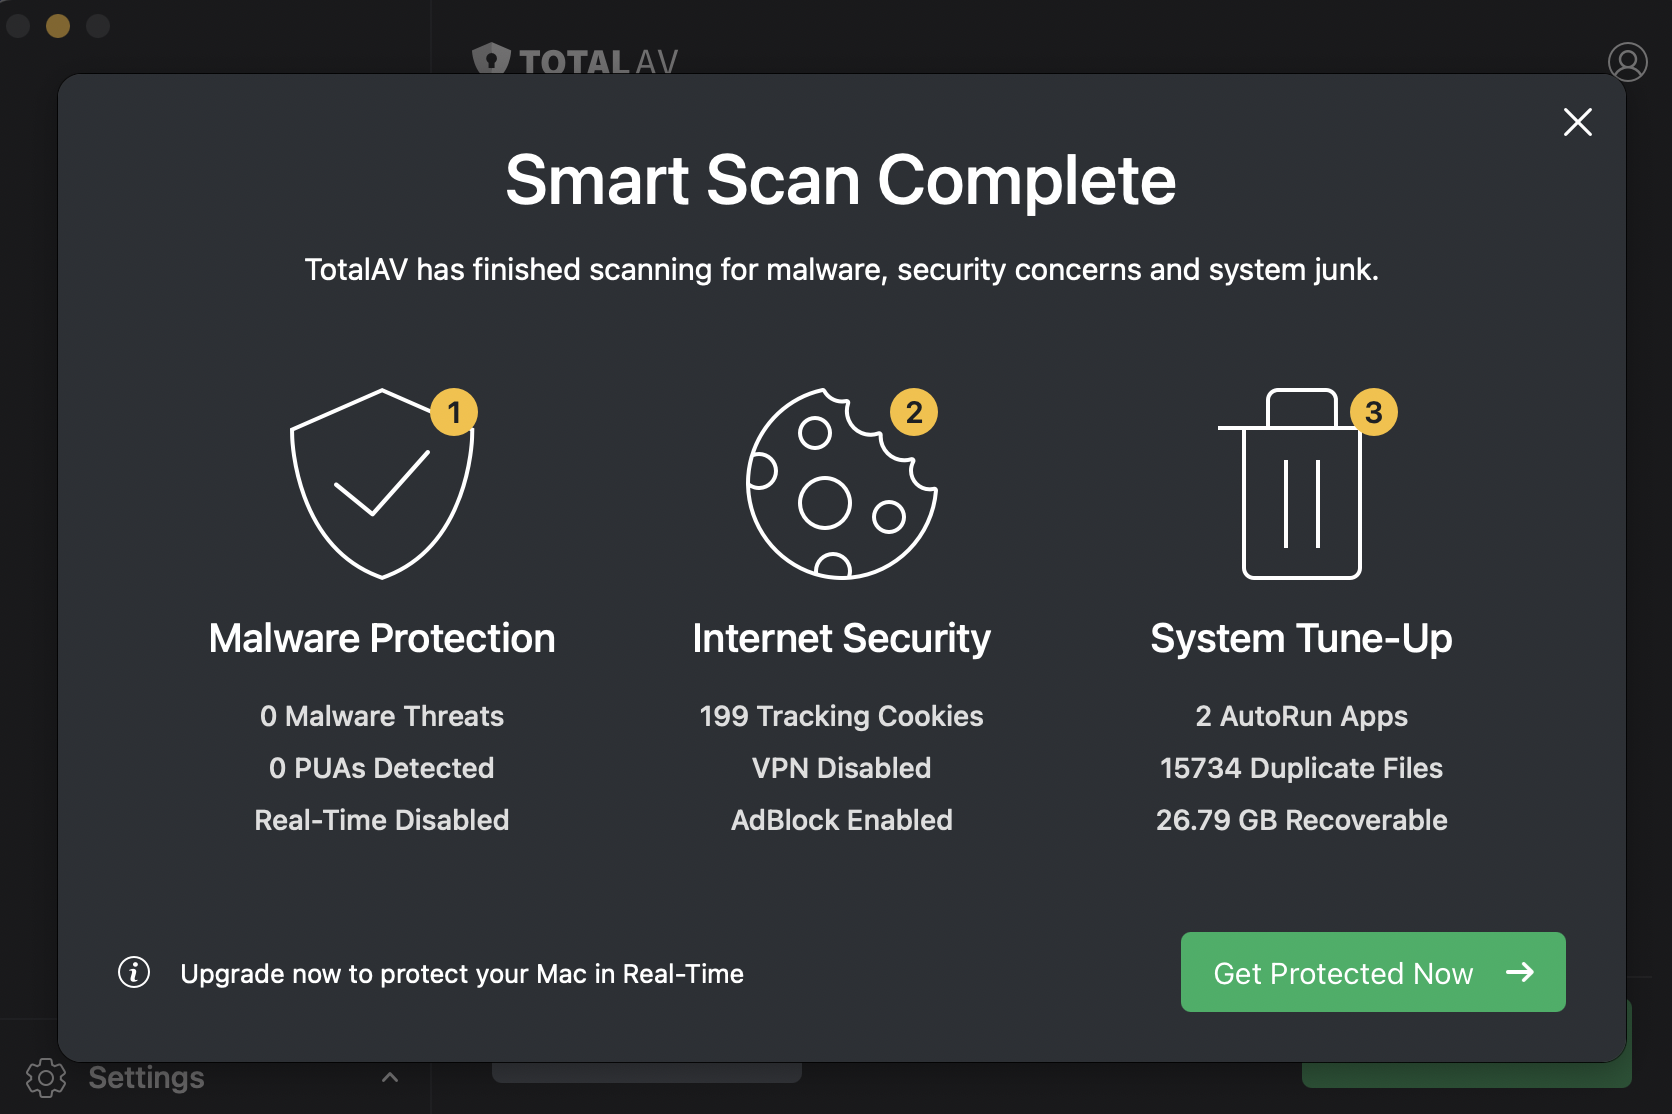 TOTALAV
Smart Scan Complete
TotalAV has finished scanning for malware, security concerns and system junk.
1
2
3
Malware Protection
0 Malware Threats
0 PUAs Detected
Real-Time Disabled
Internet Security
199 Tracking Cookies
VPN Disabled
AdBlock Enabled
System Tune-Up
2 AutoRun Apps
15734 Duplicate Files
26.79 GB Recoverable
Upgrade now to protect your Mac in Real-Time
Get Protected Now
Settings